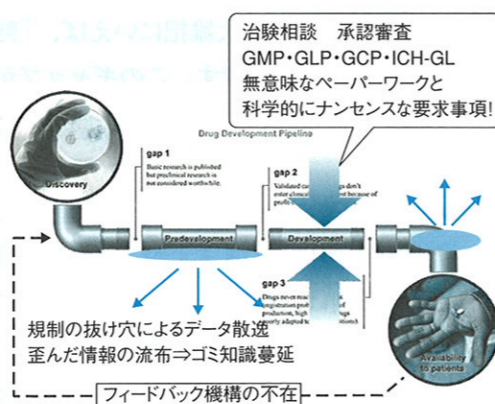 治験相談　承認審査
GMP・GLP・GCP・ICH-GL
無意味なペーパーワークと
科学的にナンセンスな要求事項!
Drug Development Pipeline
Discovery
gap 1
Basic research is published
but preclinical research is
not considered worthwhile.
gap 2
Validated
don't
enter
because of
Predevelopment
Development
gap 3
Drugs never
registration
production, high
adapted
Availability
to patients
規制の抜け穴によるデータ散逸
歪んだ情報の流布⇒ゴミ知識蔓延
フィードバック機構の不在